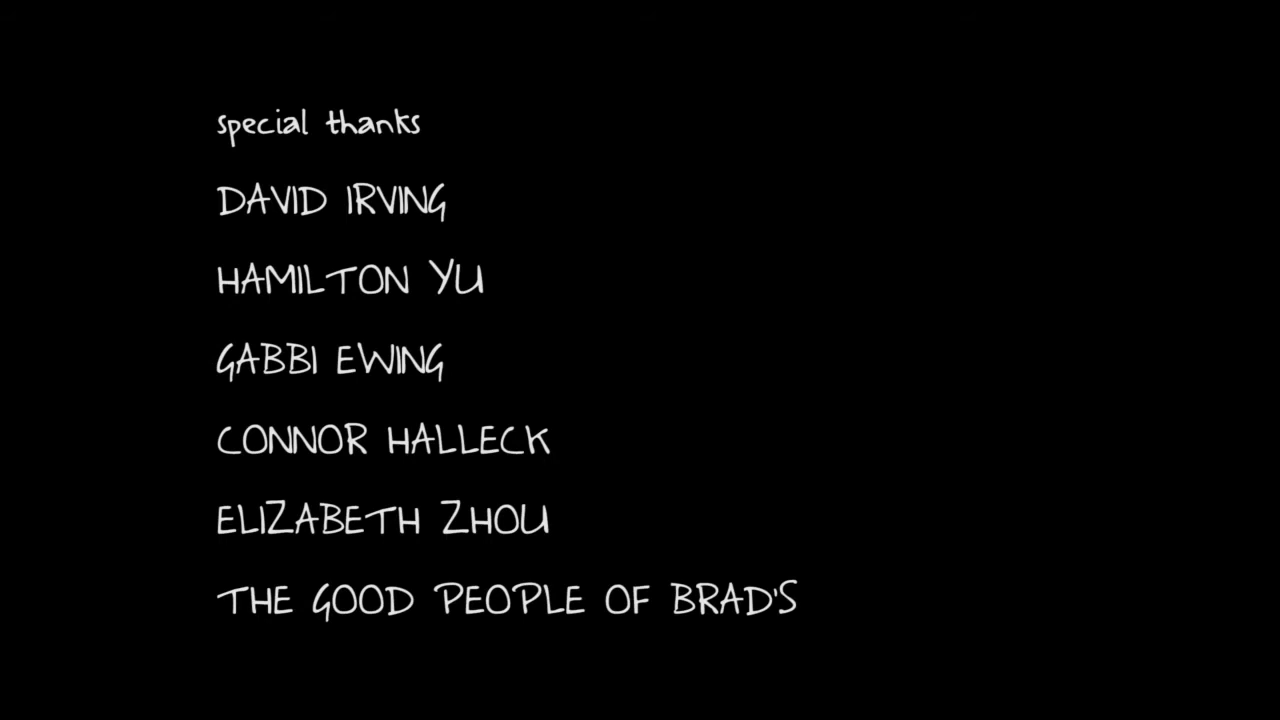 special thanks
DAVID IRVING
HAMILTON YU
GABBI EWING
CONNOR HALLECK
ELIZABETH ZHOU
THE GOOD PEOPLE OF BRAD'S